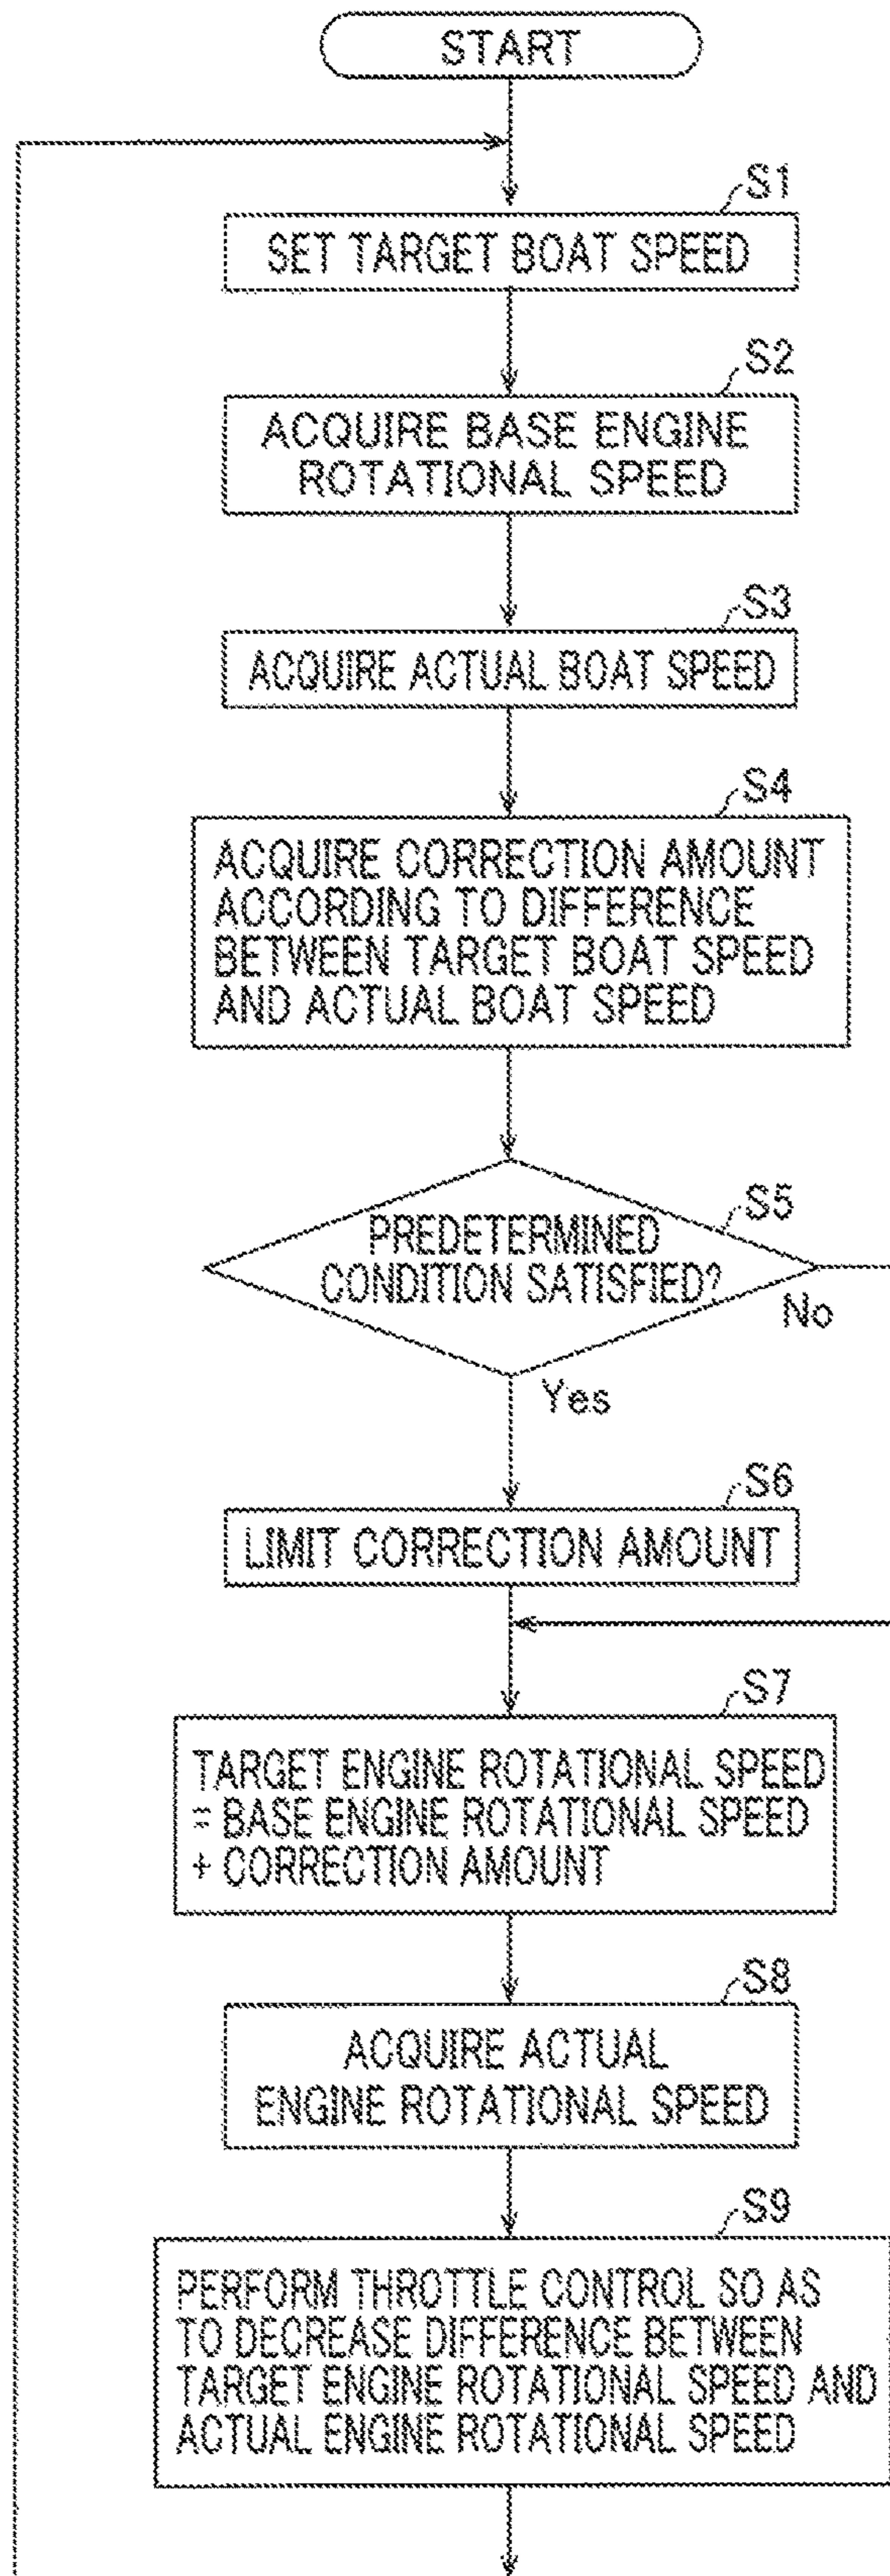 START
S1
SET TARGET BOAT SPEED
S2
ACQUIRE BASE ENGINE
ROTATIONAL SPEED
S3
ACQUIRE ACTUAL BOAT SPEED
S4
ACQUIRE CORRECTION AMOUNT
ACCORDING TO DIFFERENCE
BETWEEN TARGET BOAT SPEED
AND ACTUAL BOAT SPEED
S5
PREDETERMINED
CONDITION SATISFIED?
No
Yes
S6
LIMIT CORRECTION AMOUNT
S7
TARGET ENGINE ROTATIONAL SPEED
= BASE ENGINE ROTATIONAL SPEED
+ CORRECTION AMOUNT
S8
ACQUIRE ACTUAL
ENGINE ROTATIONAL SPEED
S9
PERFORM THROTTLE CONTROL SO AS
TO DECREASE DIFFERENCE BETWEEN
TARGET ENGINE ROTATIONAL SPEED AND
ACTUAL ENGINE ROTATIONAL SPEED